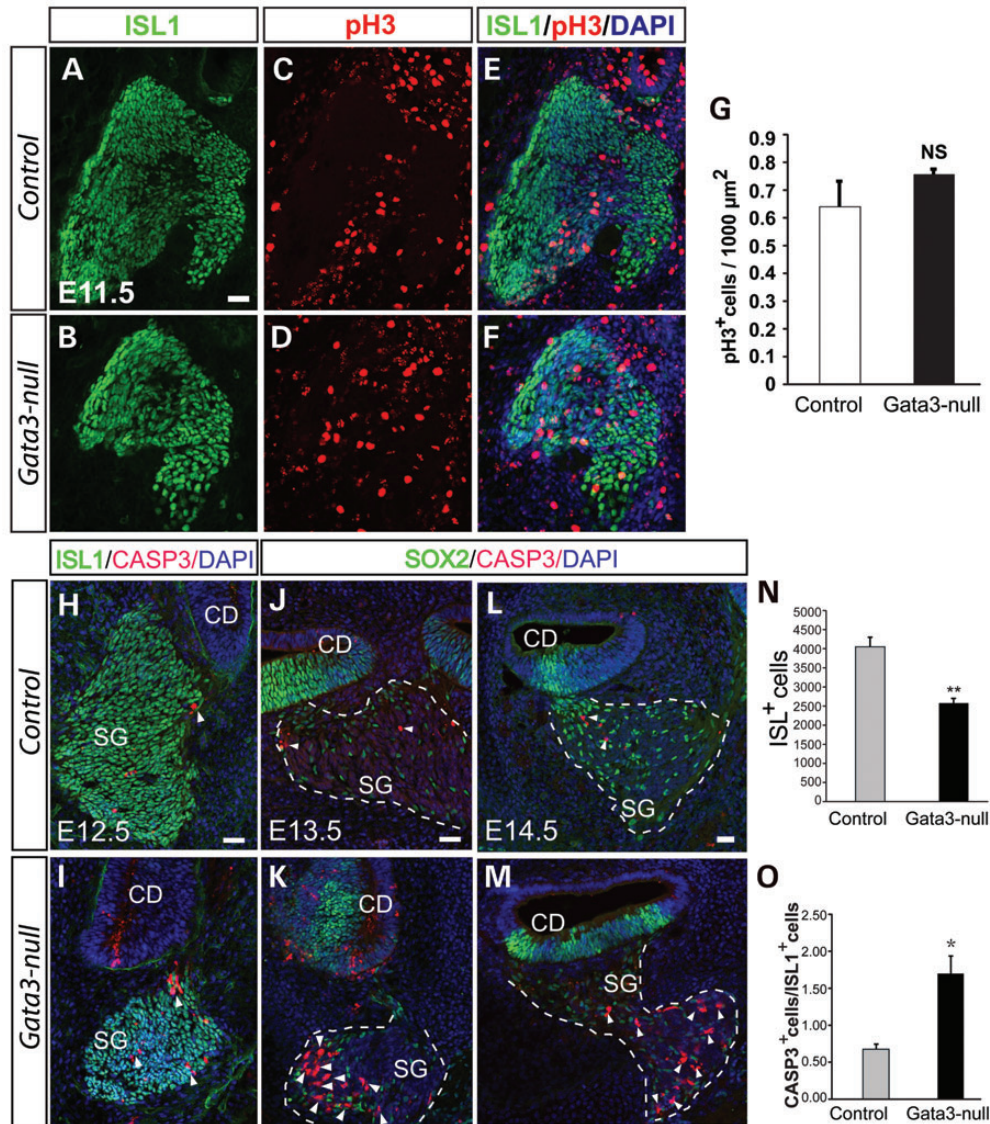 ISL1
pH3
ISL1/pH3/DAPI
Control
A
E11.5
C
E
Gata3-null
B
D
F
G
pH3+cells / 1000 µm2
0.9
0.8
0.7
0.6
0.5
0.4
0.3
0.2
0.1
0
NS
Control
Gata3-null
ISL1/CASP3/DAPI
SOX2/CASP3/DAPI
Control
H
CD
SG
E12.5
J
CD
SG
E13.5
L
CD
SG
E14.5
Gata3-null
I
CD
SG
K
CD
SG
M
CD
SG
N
ISL+cells
5000
4500
4000
3500
3000
2500
2000
1500
1000
500
0
**
Control
Gata3-null
O
CASP3+cells/ISL1+cells
2.50
2.00
1.50
1.00
0.50
0.00
*
Control
Gata3-null